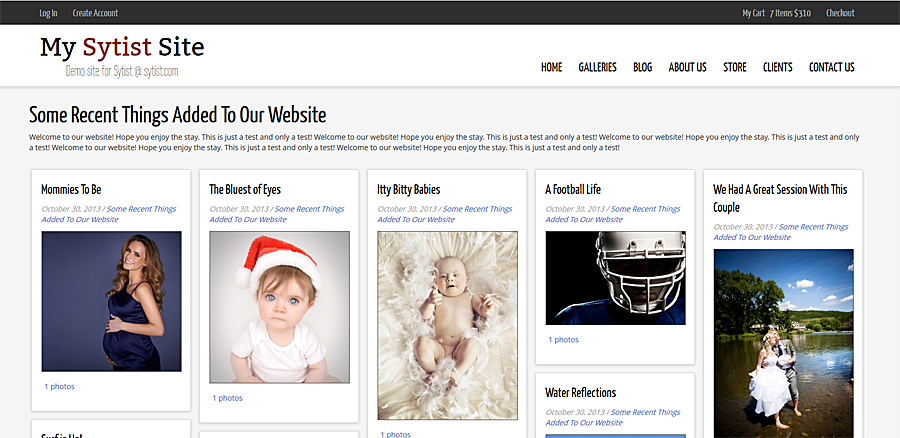 Log In Create Account My Cart 7 Items $310 Checkout
My Sytist Site
Demo site for Sytist @ sytist.com
HOME GALLERIES BLOG ABOUT US STORE CLIENTS CONTACT US
Some Recent Things Added To Our Website
Welcome to our website! Hope you enjoy the stay. This is just a test and only a test! Welcome to our website! Hope you enjoy the stay. This is just a test and only a test! Welcome to our website! Hope you enjoy the stay. This is just a test and only
a test! Welcome to our website! Hope you enjoy the stay. This is just a test and only a test! Welcome to our website! Hope you enjoy the stay. This is just a test and only a test!
Mommies To Be
October 30, 2013 / Some Recent Things
Added To Our Website
1 photos
The Bluest of Eyes
October 30, 2013 / Some Recent Things
Added To Our Website
1 photos
Itty Bitty Babies
October 30, 2013 / Some Recent Things
Added To Our Website
1 photos
A Football Life
October 30, 2013 / Some Recent Things
Added To Our Website
1 photos
Water Reflections
October 30, 2013 / Some Recent Things
Added To Our Website
We Had A Great Session With This
Couple
October 30, 2013 / Some Recent Things
Added To Our Website